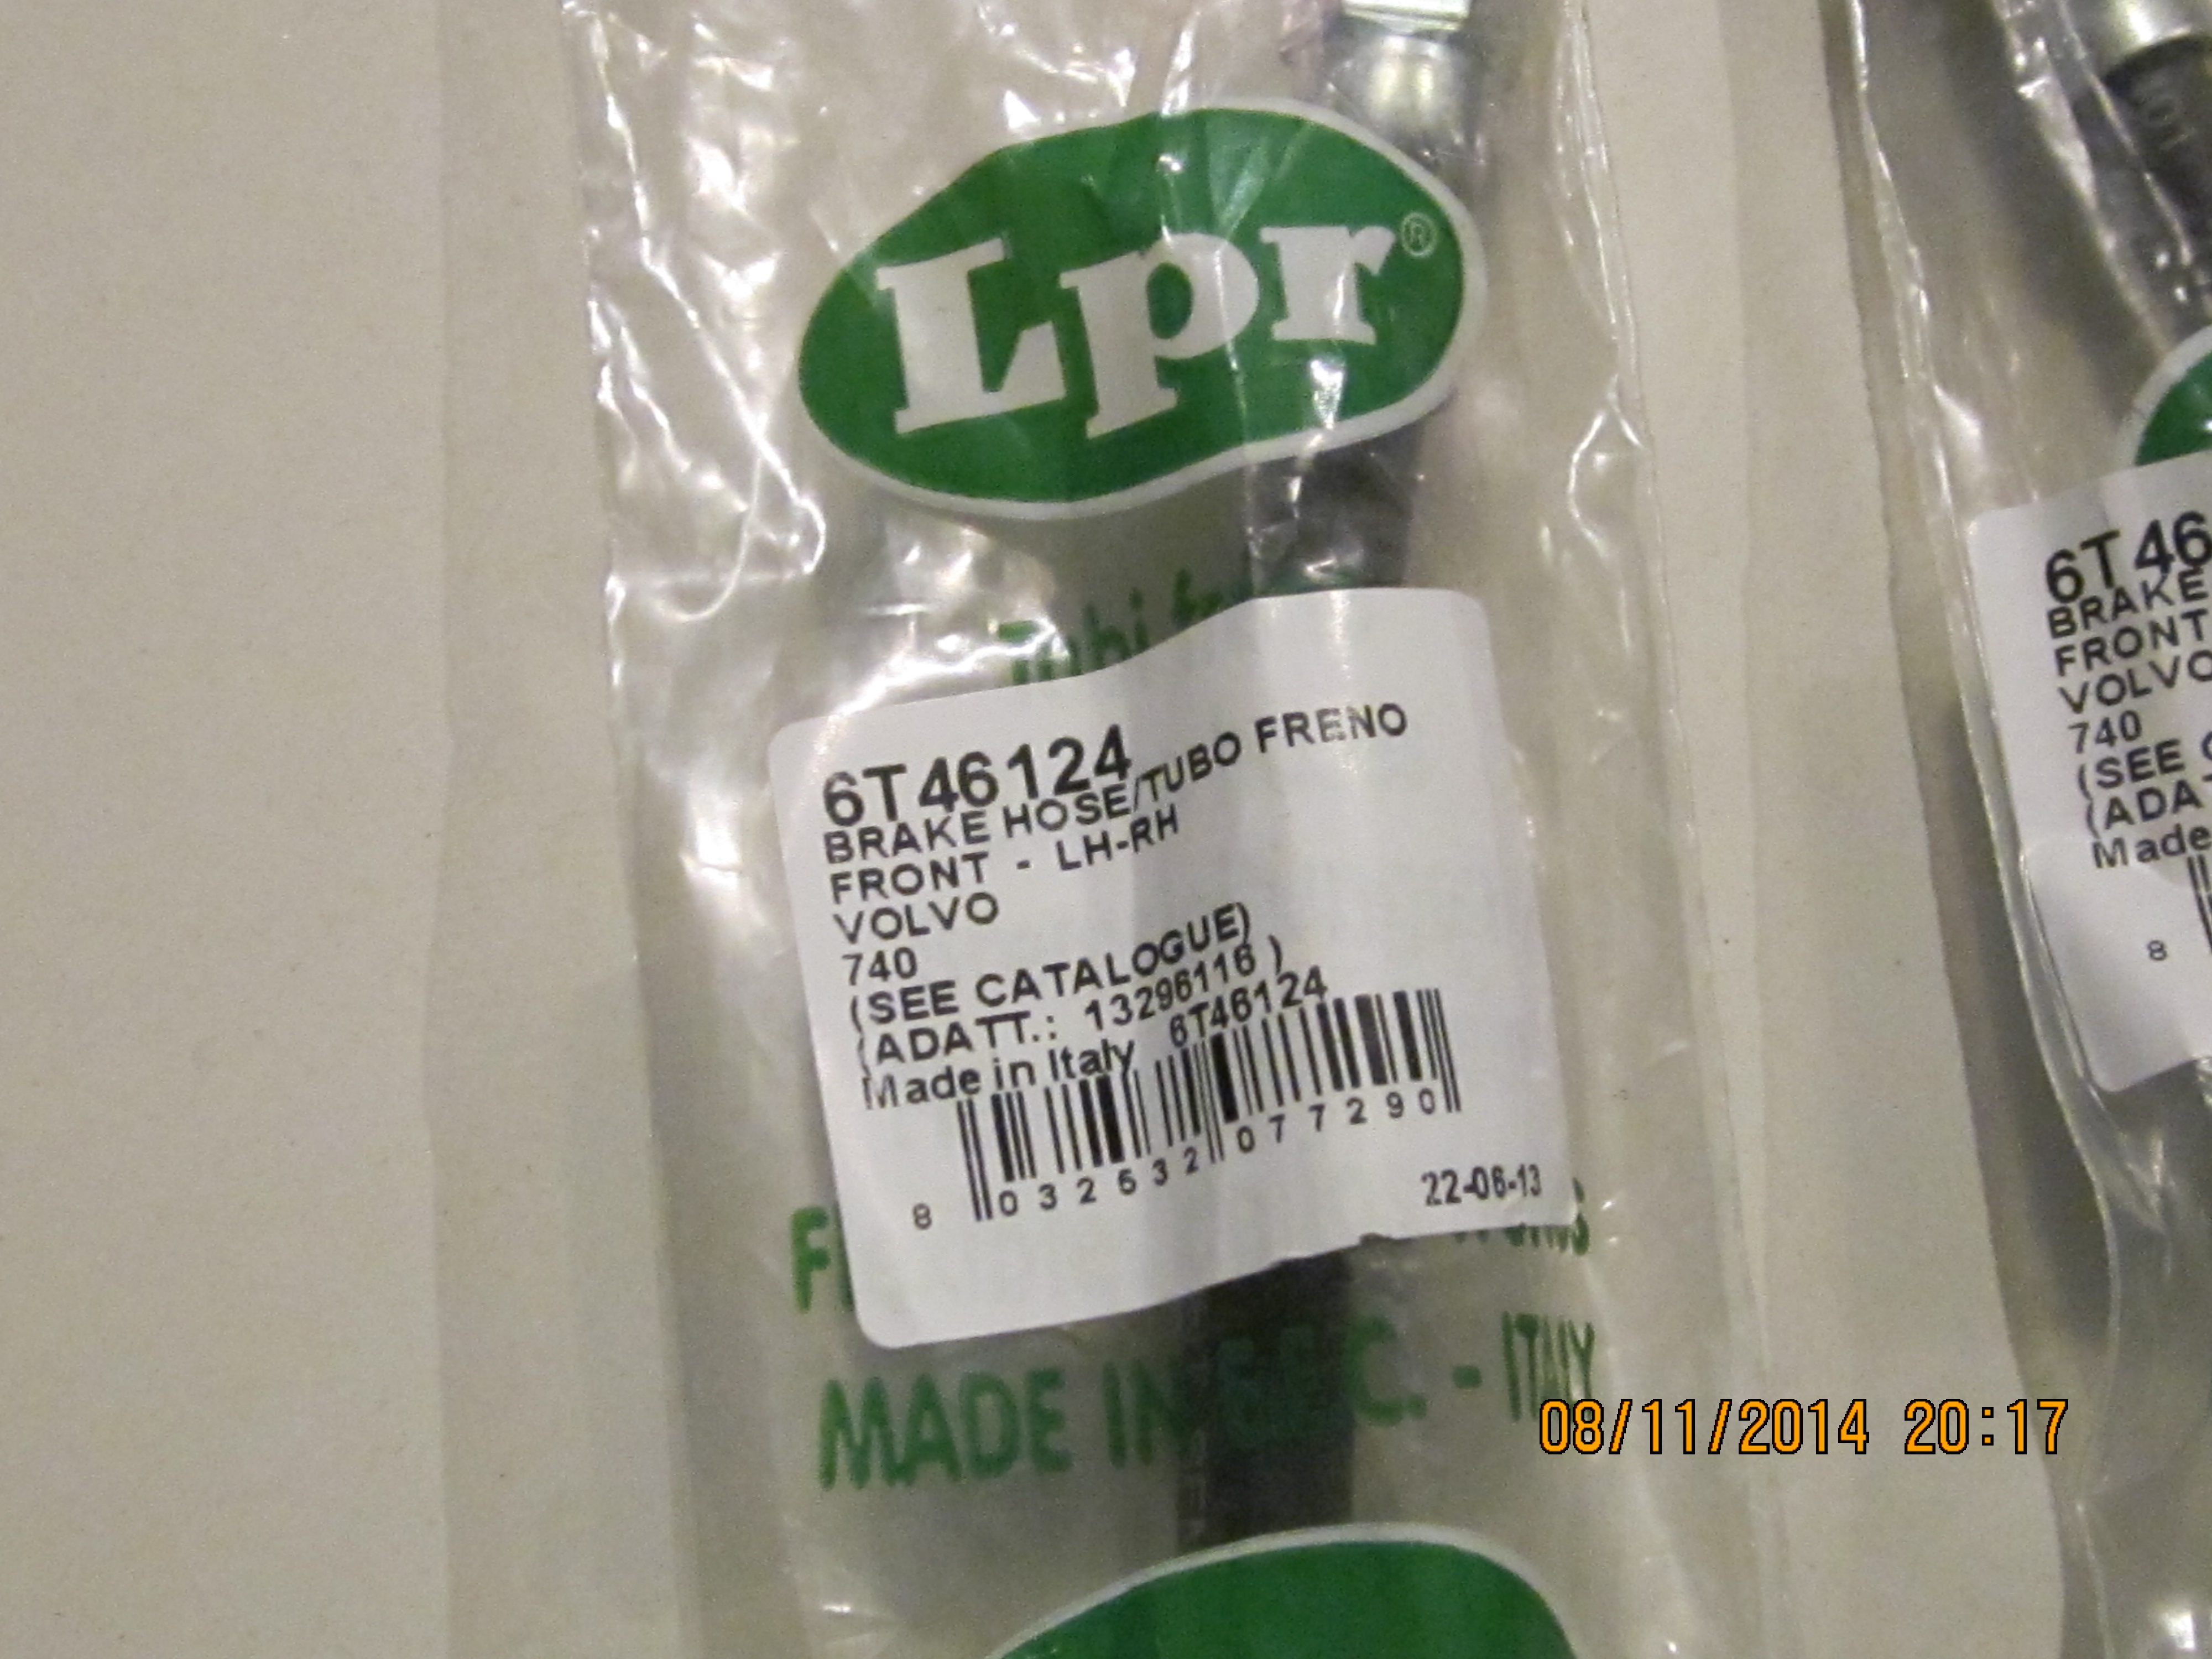 Lpr®
6T46124
BRAKE HOSE/TUBO FRENO
FRONT - LH-RH
VOLVO
740
(SEE CATALOGUE)
(ADATT.: 13296116 )
Made in Italy 6T46124
8 032532 077290
22-06-13
MADE IN E.E.C. - ITALY
6T46
BRAKE
FRONT
VOLVO
740
(SEE
(ADAT
Made
8
08/11/2014 20:17